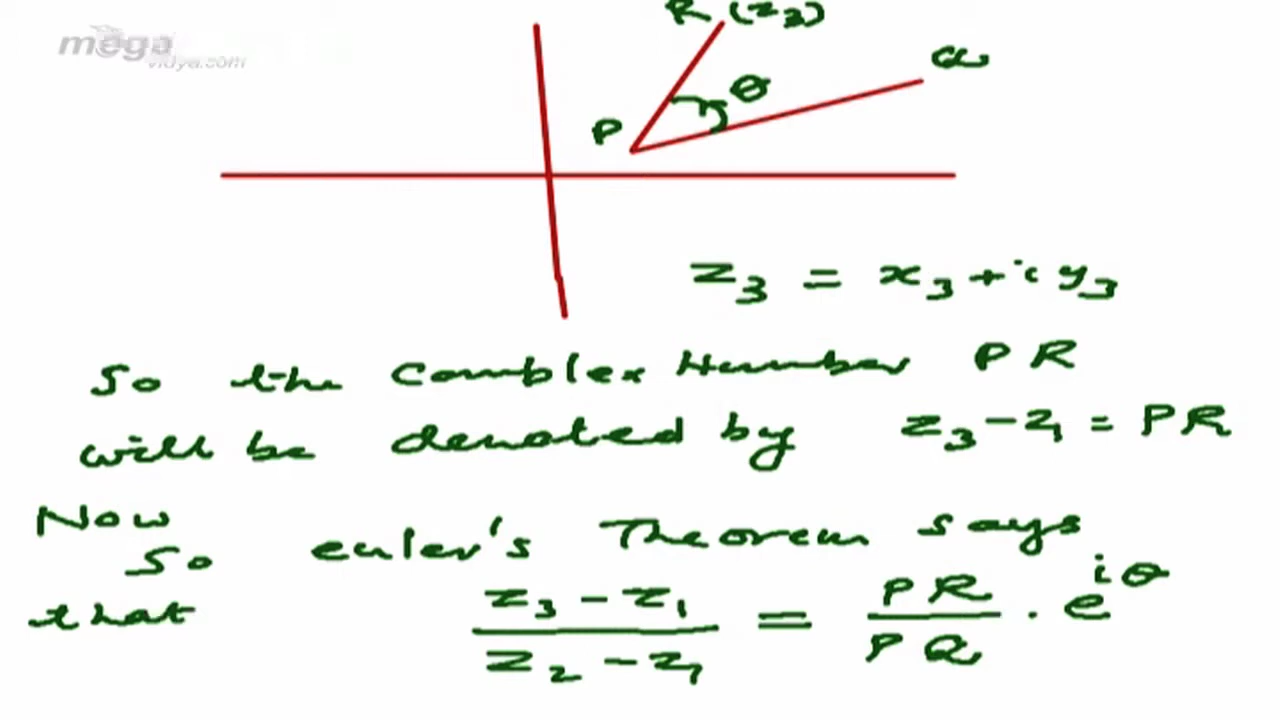 mega
vidya.com
R (z3)
Q
θ
P
z3 = x3 + i y3
So the Complex Number PR
will be denoted by z3 - z1 = PR
Now
So euler's Theorem says
that z3 - z1 / z2 - z1 = PR / PQ . e^iθ